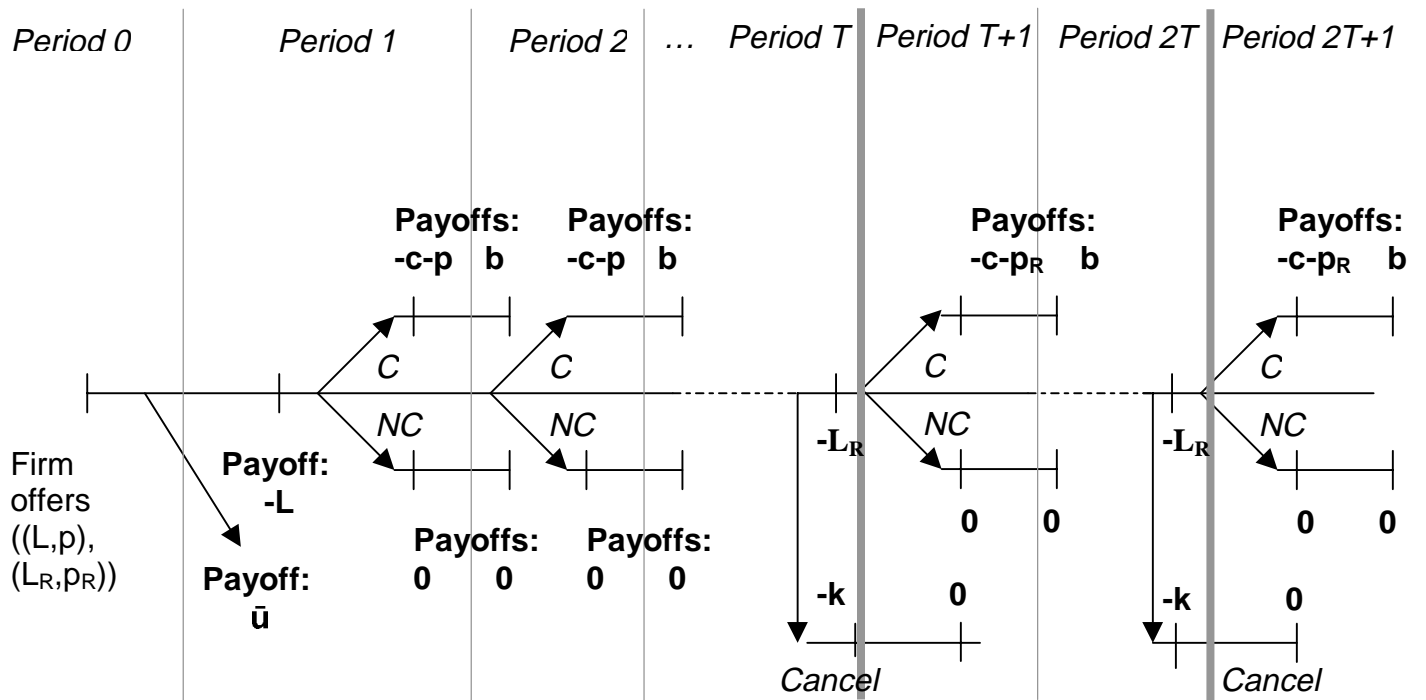 Period 0 Period 1 Period 2 ... Period T Period T+1 Period 2T Period 2T+1
Payoffs: Payoffs: Payoffs: Payoffs:
-c-p b -c-p b -c-pR b -c-pR b
C C C C
NC NC NC NC
-LR -LR
Firm
offers
((L,p),
(LR,pR))
Payoff:
-L
0 0 0 0
Payoffs: Payoffs:
0 0 0 0
Payoff:
ū
-k 0 -k 0
Cancel Cancel